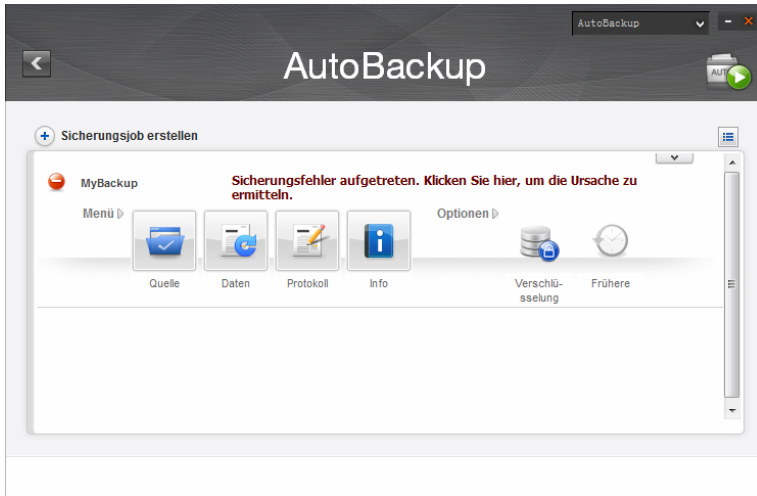 AutoBackup
AutoBackup
AUT
Sicherungsjob erstellen
MyBackup
Sicherungsfehler aufgetreten. Klicken Sie hier, um die Ursache zu
ermitteln.
Menü
Optionen
Quelle
Daten
Protokoll
Info
Verschlü-
sselung
Frühere